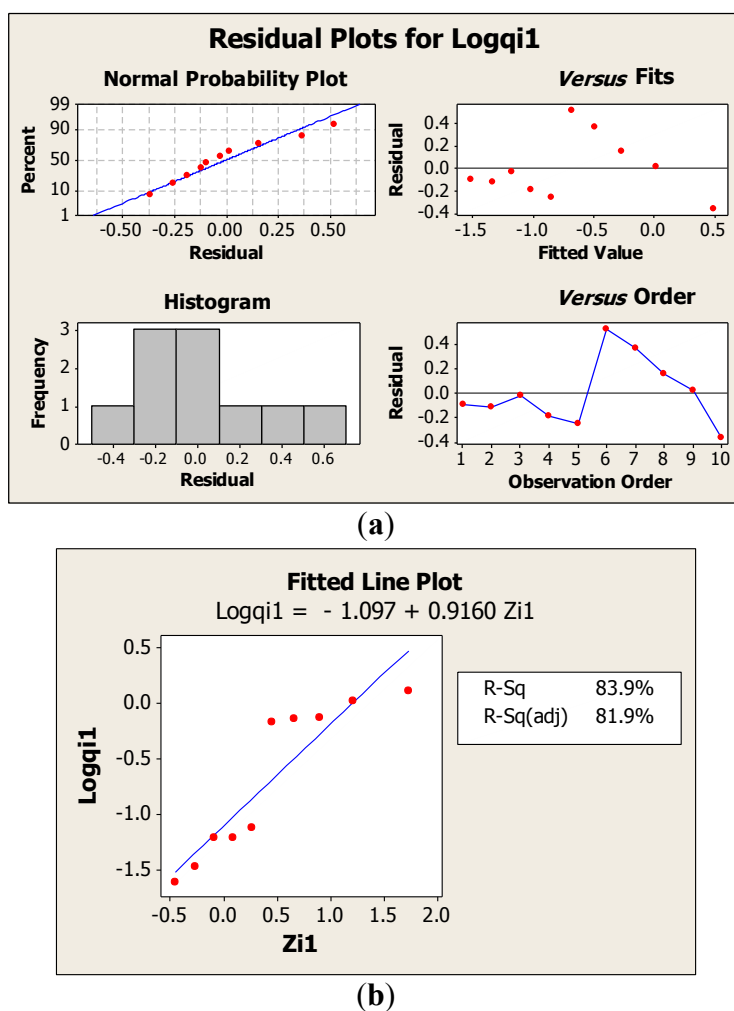 Residual Plots for Logqi1
Normal Probability Plot
99
90
50
10
1
Percent
-0.50 -0.25 0.00 0.25 0.50
Residual
Versus Fits
0.4
0.2
0.0
-0.2
-0.4
Residual
-1.5 -1.0 -0.5 0.0 0.5
Fitted Value
Histogram
3
2
1
0
Frequency
-0.4 -0.2 0.0 0.2 0.4 0.6
Residual
Versus Order
0.4
0.2
0.0
-0.2
-0.4
Residual
1 2 3 4 5 6 7 8 9 10
Observation Order
(a)
Fitted Line Plot
Logqi1 = - 1.097 + 0.9160 Zi1
0.5
0.0
-0.5
-1.0
-1.5
Logqi1
-0.5 0.0 0.5 1.0 1.5 2.0
Zi1
R-Sq 83.9%
R-Sq(adj) 81.9%
(b)